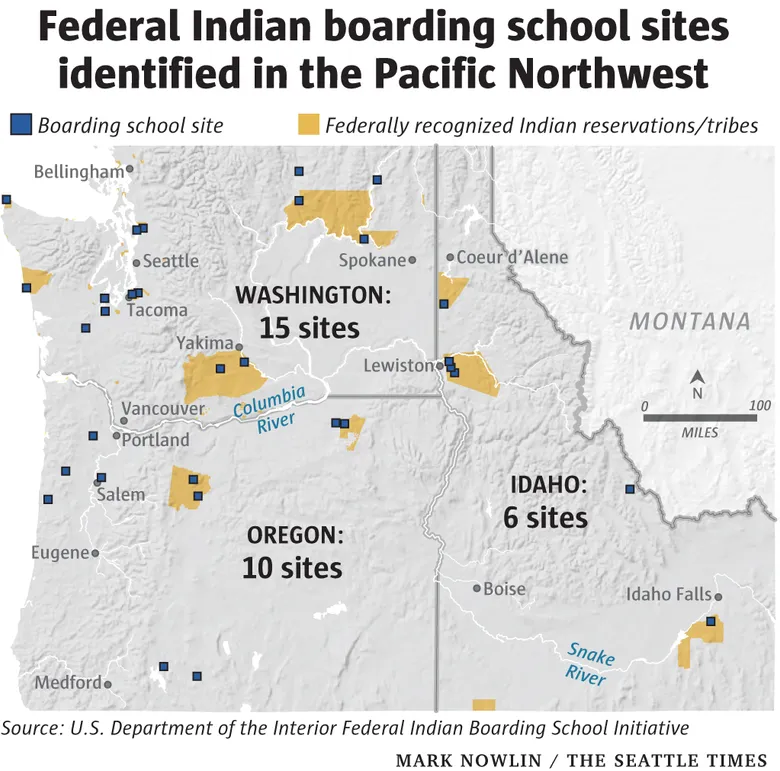 Federal Indian boarding school sites
identified in the Pacific Northwest
Boarding school site
Federally recognized Indian reservations/tribes
Bellingham
Seattle
Spokane
Coeur d'Alene
WASHINGTON:
15 sites
Tacoma
MONTANA
Yakima
Lewiston
N
0
100
MILES
Columbia
River
Vancouver
Portland
Salem
IDAHO:
6 sites
OREGON:
10 sites
Eugene
Boise
Idaho Falls
Snake
River
Medford
Source: U.S. Department of the Interior Federal Indian Boarding School Initiative
MARK NOWLIN / THE SEATTLE TIMES